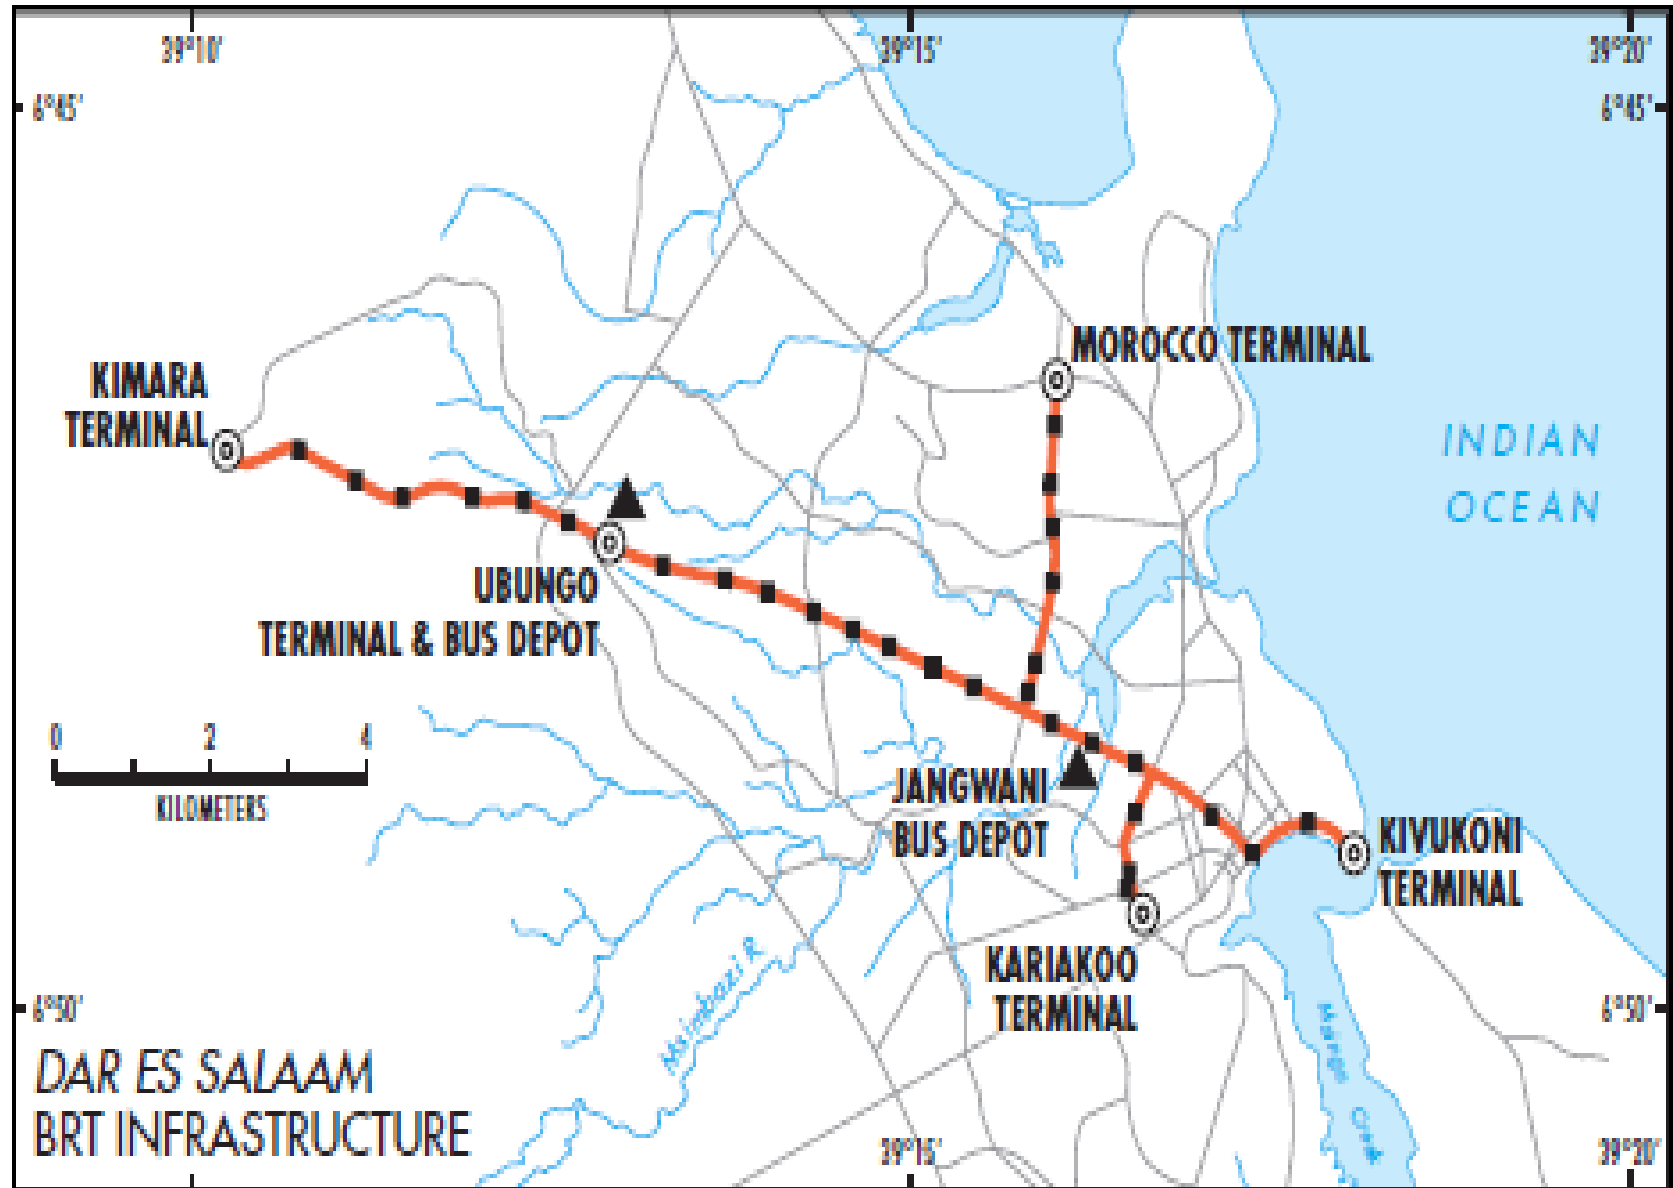 39°10'
39°15'
39°20'
6°45'
6°45'
MOROCCO TERMINAL
KIMARA
TERMINAL
INDIAN
OCEAN
UBUNGO
TERMINAL & BUS DEPOT
0 2 4
KILOMETERS
JANGWANI
BUS DEPOT
KIVUKONI
TERMINAL
KARIAKOO
TERMINAL
Msimbazi R.
6°50'
6°50'
DAR ES SALAAM
BRT INFRASTRUCTURE
39°15'
39°20'
Creek